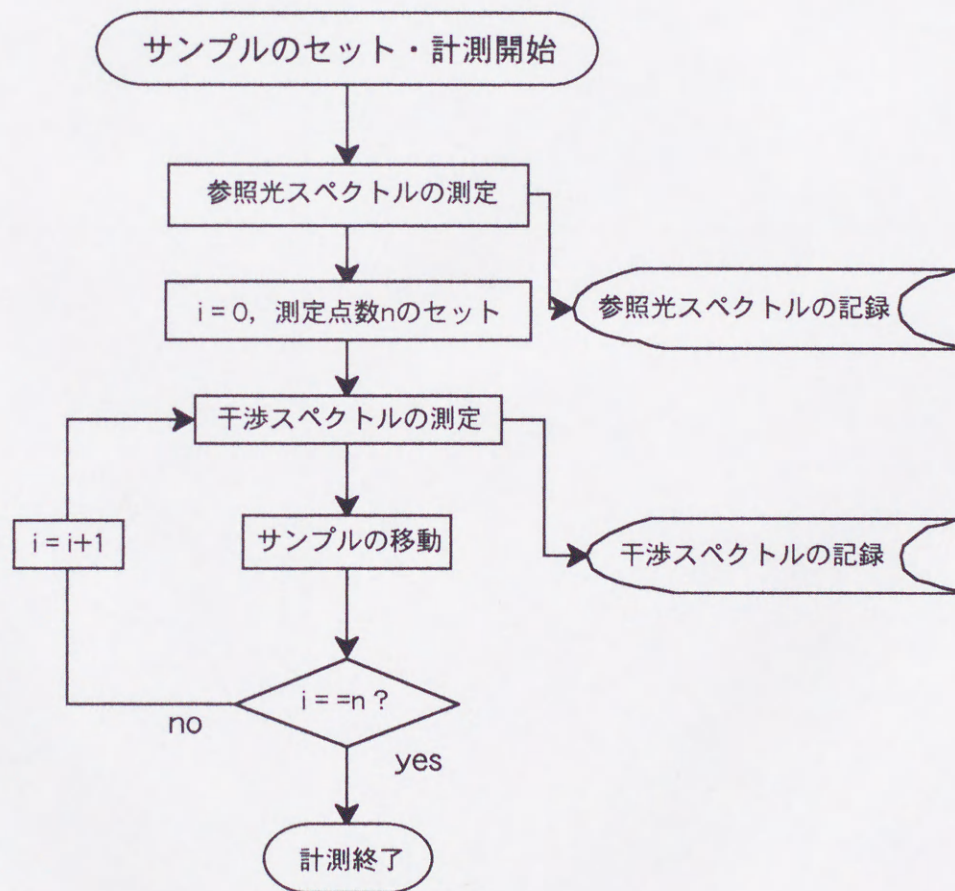 サンプルのセット・計測開始
参照光スペクトルの測定
i = 0, 測定点数nのセット
参照光スペクトルの記録
干渉スペクトルの測定
i = i+1
サンプルの移動
干渉スペクトルの記録
i = =n ?
no
yes
計測終了